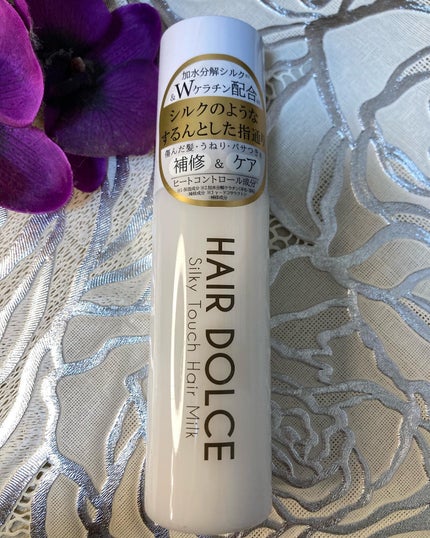 加水分解シルク
&Wケラチン配合
シルクのような
するんとした指通り
傷んだ髪・うねり・パサつきを
補修 & ケア
ヒートコントロール成分
HAIR DOLCE
Silky Touch Hair Milk